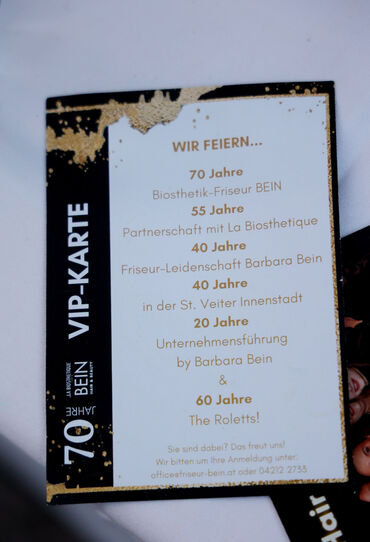 WIR FEIERN...
70 Jahre
Biosthetik-Friseur BEIN
55 Jahre
Partnerschaft mit La Biosthetique
40 Jahre
Friseur-Leidenschaft Barbara Bein
40 Jahre
in der St. Veiter Innenstadt
20 Jahre
Unternehmensführung
by Barbara Bein
&
60 Jahre
The Roletts!
Sie sind dabei? Das freut uns!
Wir bitten um Ihre Anmeldung unter:
office@friseur-bein.at oder 04212 2733
VIP-KARTE
70 JAHRE
LA BIOSTHETIQUE
BEIN
HAIR & BEAUTY
Hair